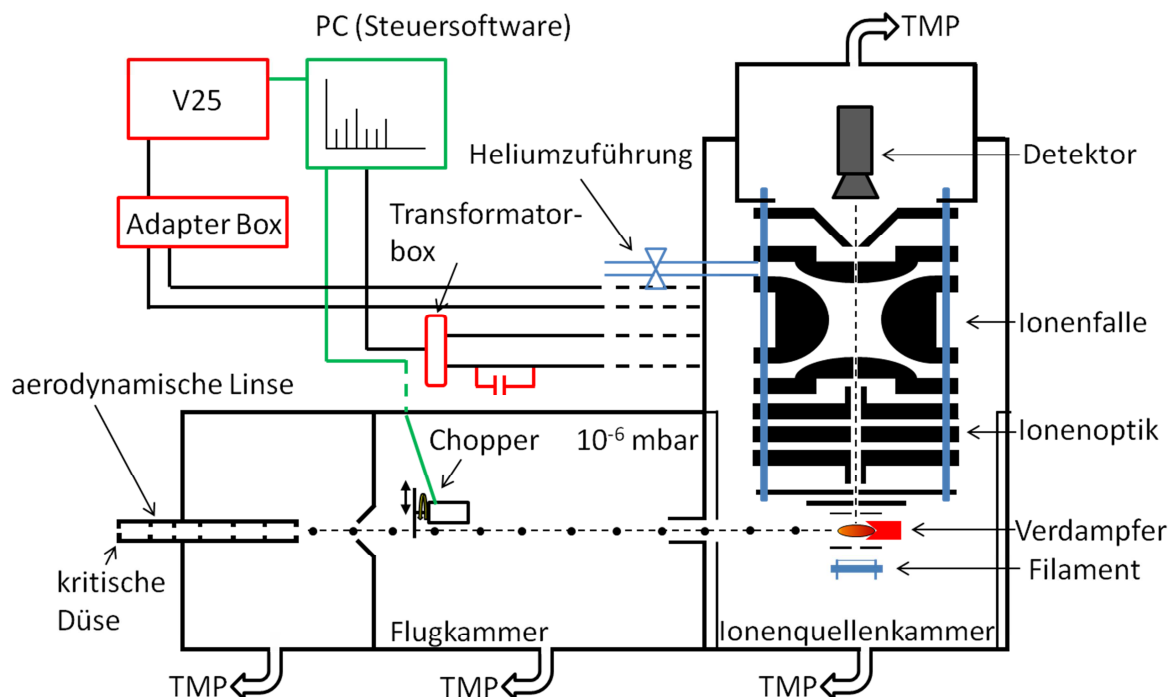 PC (Steuersoftware)
TMP
V25
Heliumzuführung
Detektor
Adapter Box
Transformator-
box
Ionenfalle
aerodynamische Linse
Chopper
10⁻⁶ mbar
Ionenoptik
Verdampfer
kritische
Düse
Filament
Flugkammer
Ionenquellenkammer
TMP
TMP
TMP